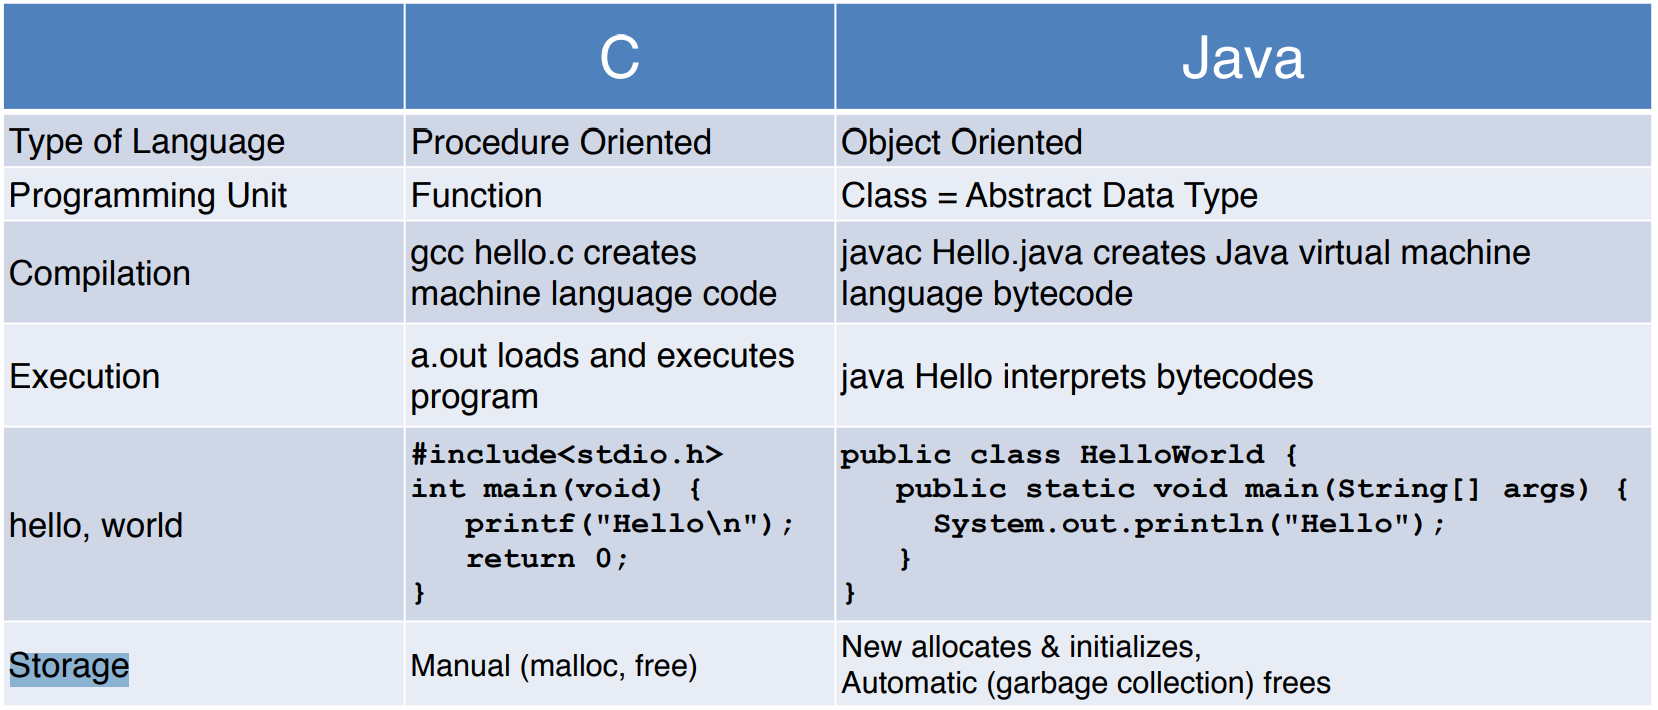 C
Java
Type of Language
Procedure Oriented
Object Oriented
Programming Unit
Function
Class = Abstract Data Type
Compilation
gcc hello.c creates
machine language code
javac Hello.java creates Java virtual machine
language bytecode
Execution
a.out loads and executes
program
java Hello interprets bytecodes
hello, world
#include<stdio.h>
int main(void) {
   printf("Hello\n");
   return 0;
}
public class HelloWorld {
   public static void main(String[] args) {
     System.out.println("Hello");
   }
}
Storage
Manual (malloc, free)
New allocates & initializes,
Automatic (garbage collection) frees